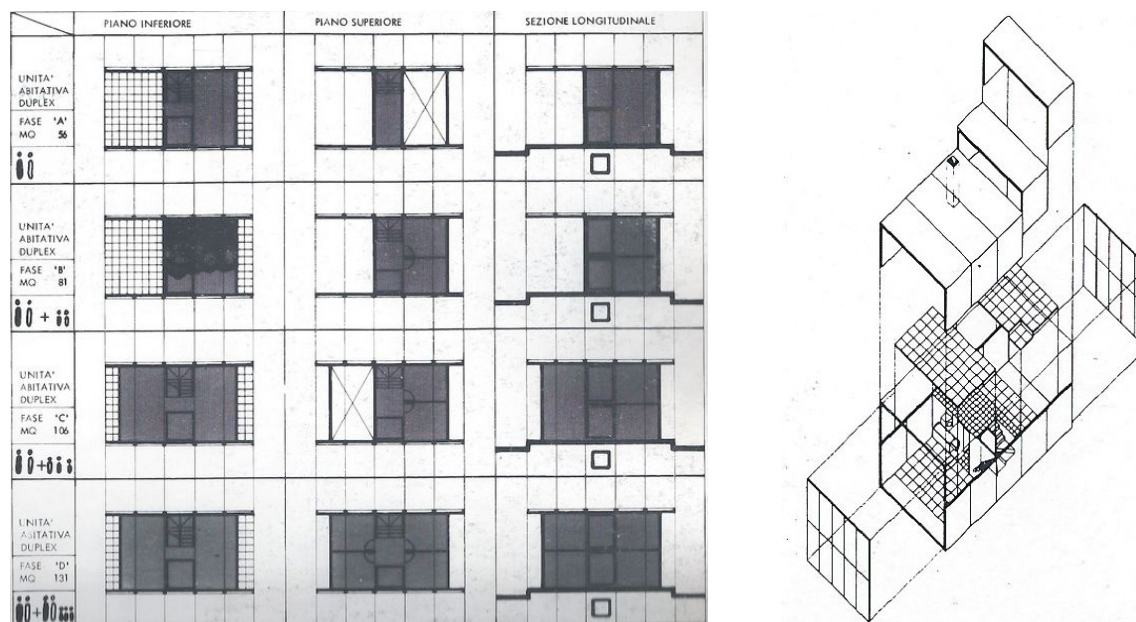 PIANO INFERIORE
PIANO SUPERIORE
SEZIONE LONGITUDINALE
UNITA'
ABITATIVA
DUPLEX
FASE 'A'
MQ 56
UNITA'
ABITATIVA
DUPLEX
FASE 'B'
MQ 81
+
UNITA'
ABITATIVA
DUPLEX
FASE 'C'
MQ 106
+
UNITA'
ABITATIVA
DUPLEX
FASE 'D'
MQ 131
+